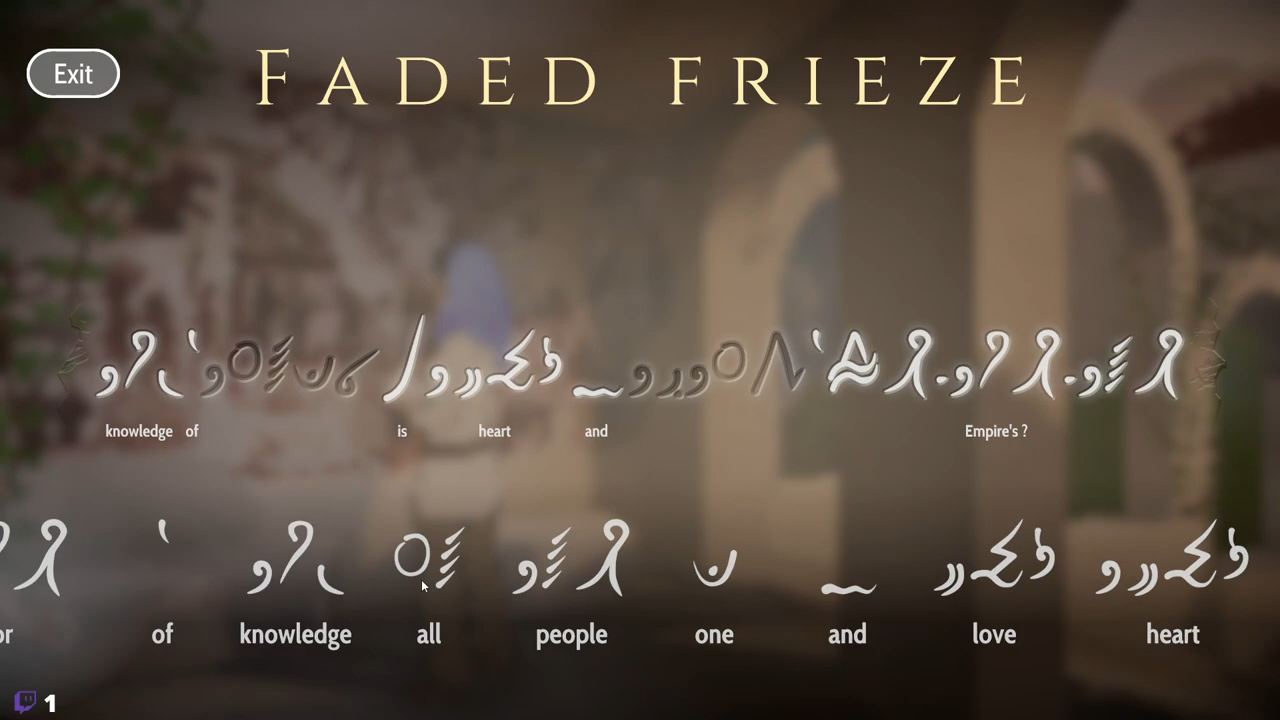 Exit
FADED FRIEZE
knowledge of is heart and Empire's ?
or of knowledge all people one and love heart
1